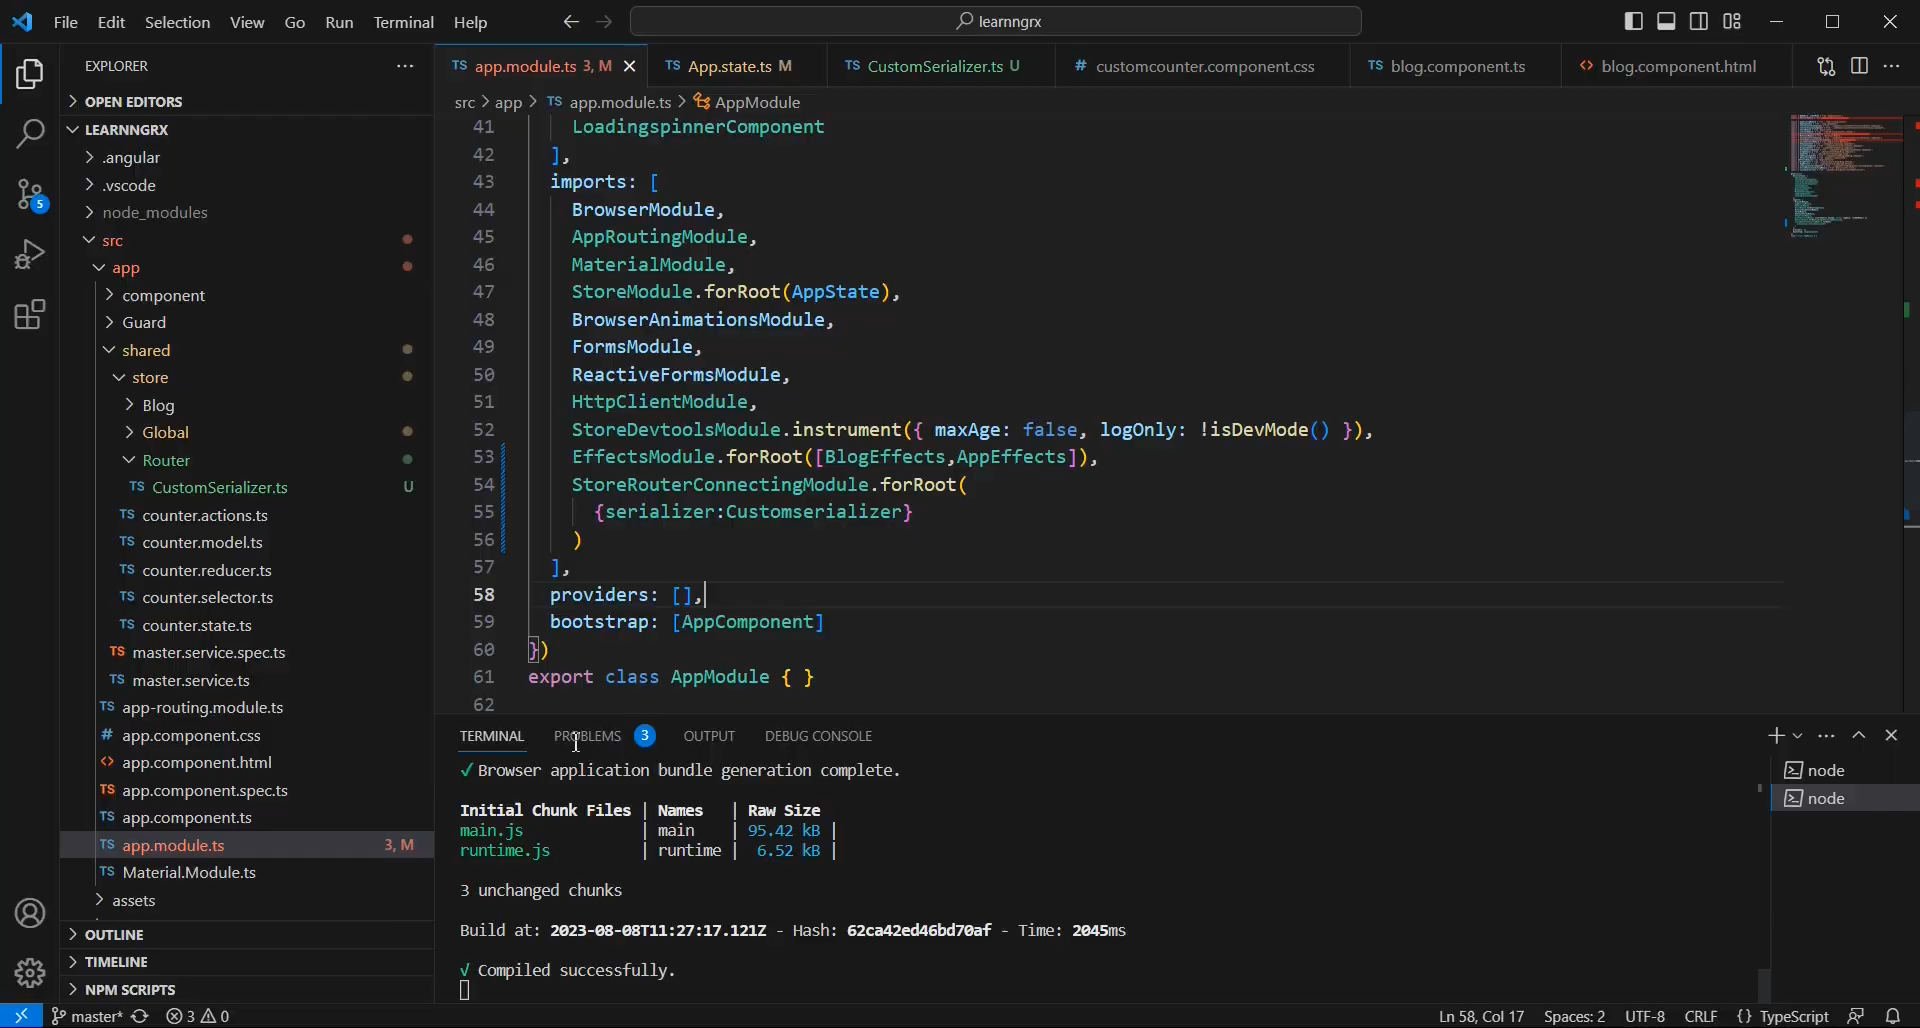 File Edit Selection View Go Run Terminal Help
learnngrx
EXPLORER
OPEN EDITORS
LEARNNGRX
.angular
.vscode
node_modules
src
app
component
Guard
shared
store
Blog
Global
Router
TS CustomSerializer.ts U
TS counter.actions.ts
TS counter.model.ts
TS counter.reducer.ts
TS counter.selector.ts
TS counter.state.ts
TS master.service.spec.ts
TS master.service.ts
TS app-routing.module.ts
# app.component.css
<> app.component.html
TS app.component.spec.ts
TS app.component.ts
TS app.module.ts 3, M
TS Material.Module.ts
assets
OUTLINE
TIMELINE
NPM SCRIPTS
5
TS app.module.ts 3, M
TS App.state.ts M
TS CustomSerializer.ts U
# customcounter.component.css
TS blog.component.ts
<> blog.component.html
src > app > TS app.module.ts > AppModule
41 LoadingspinnerComponent
42 ],
43 imports: [
44 BrowserModule,
45 AppRoutingModule,
46 MaterialModule,
47 StoreModule.forRoot(AppState),
48 BrowserAnimationsModule,
49 FormsModule,
50 ReactiveFormsModule,
51 HttpClientModule,
52 StoreDevtoolsModule.instrument({ maxAge: false, logOnly: !isDevMode() }),
53 EffectsModule.forRoot([BlogEffects,AppEffects]),
54 StoreRouterConnectingModule.forRoot(
55 {serializer:Customserializer}
56 )
57 ],
58 providers: [],
59 bootstrap: [AppComponent]
60 })
61 export class AppModule { }
62
TERMINAL PROBLEMS 3 OUTPUT DEBUG CONSOLE
√ Browser application bundle generation complete.
Initial Chunk Files | Names | Raw Size
main.js | main | 95.42 kB |
runtime.js | runtime | 6.52 kB |
3 unchanged chunks
Build at: 2023-08-08T11:27:17.121Z - Hash: 62ca42ed46bd70af - Time: 2045ms
√ Compiled successfully.
node
node
master* 3 0
Ln 58, Col 17 Spaces: 2 UTF-8 CRLF {} TypeScript